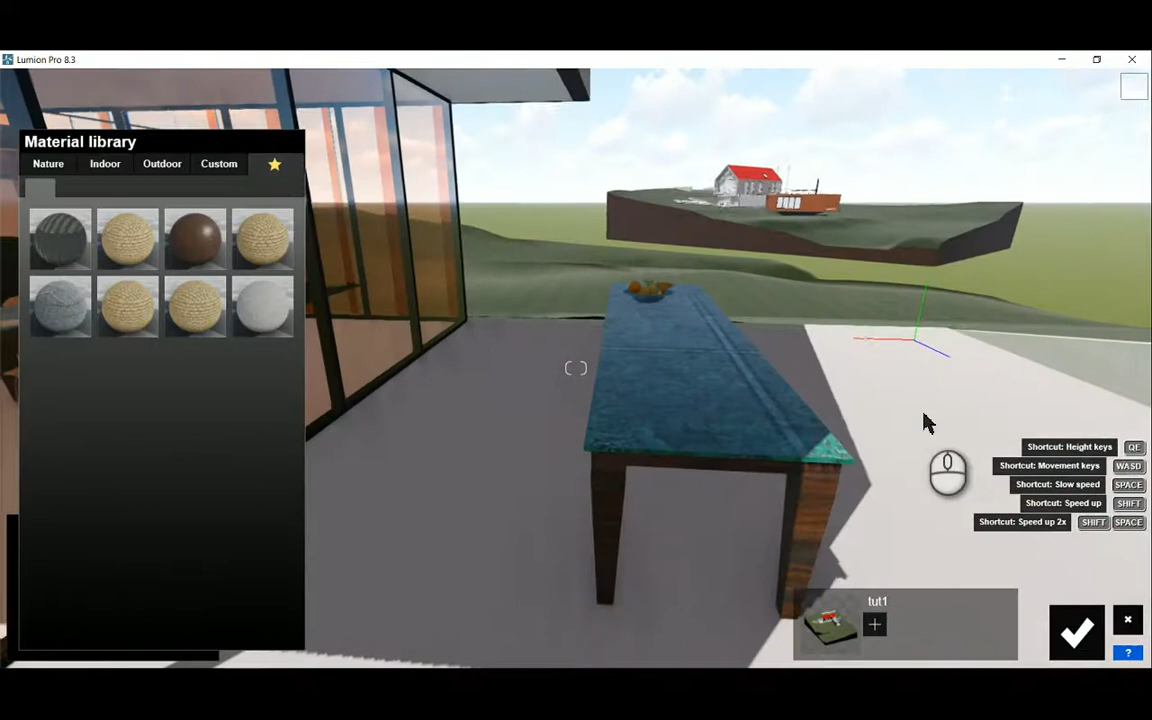 Lumion Pro 8.3
Material library
Nature Indoor Outdoor Custom
Shortcut: Height keys QE
Shortcut: Movement keys WASD
Shortcut: Slow speed SPACE
Shortcut: Speed up SHIFT
Shortcut: Speed up 2x SHIFT SPACE
tut1
?